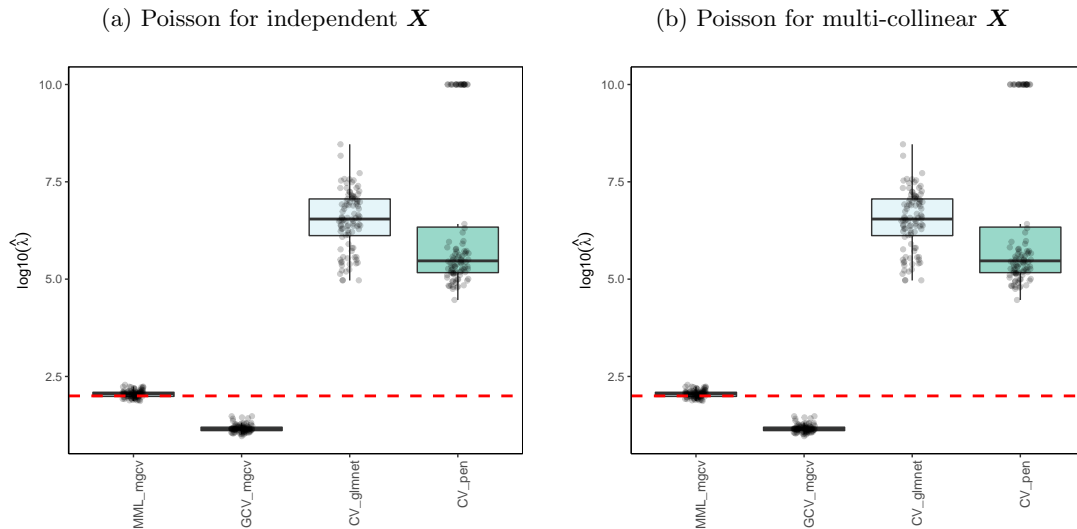 (a) Poisson for independent X
(b) Poisson for multi-collinear X
10.0
7.5
5.0
2.5
log10(λ̂)
MML_mgcv
GCV_mgcv
CV_glmnet
CV_pen
10.0
7.5
5.0
2.5
log10(λ̂)
MML_mgcv
GCV_mgcv
CV_glmnet
CV_pen